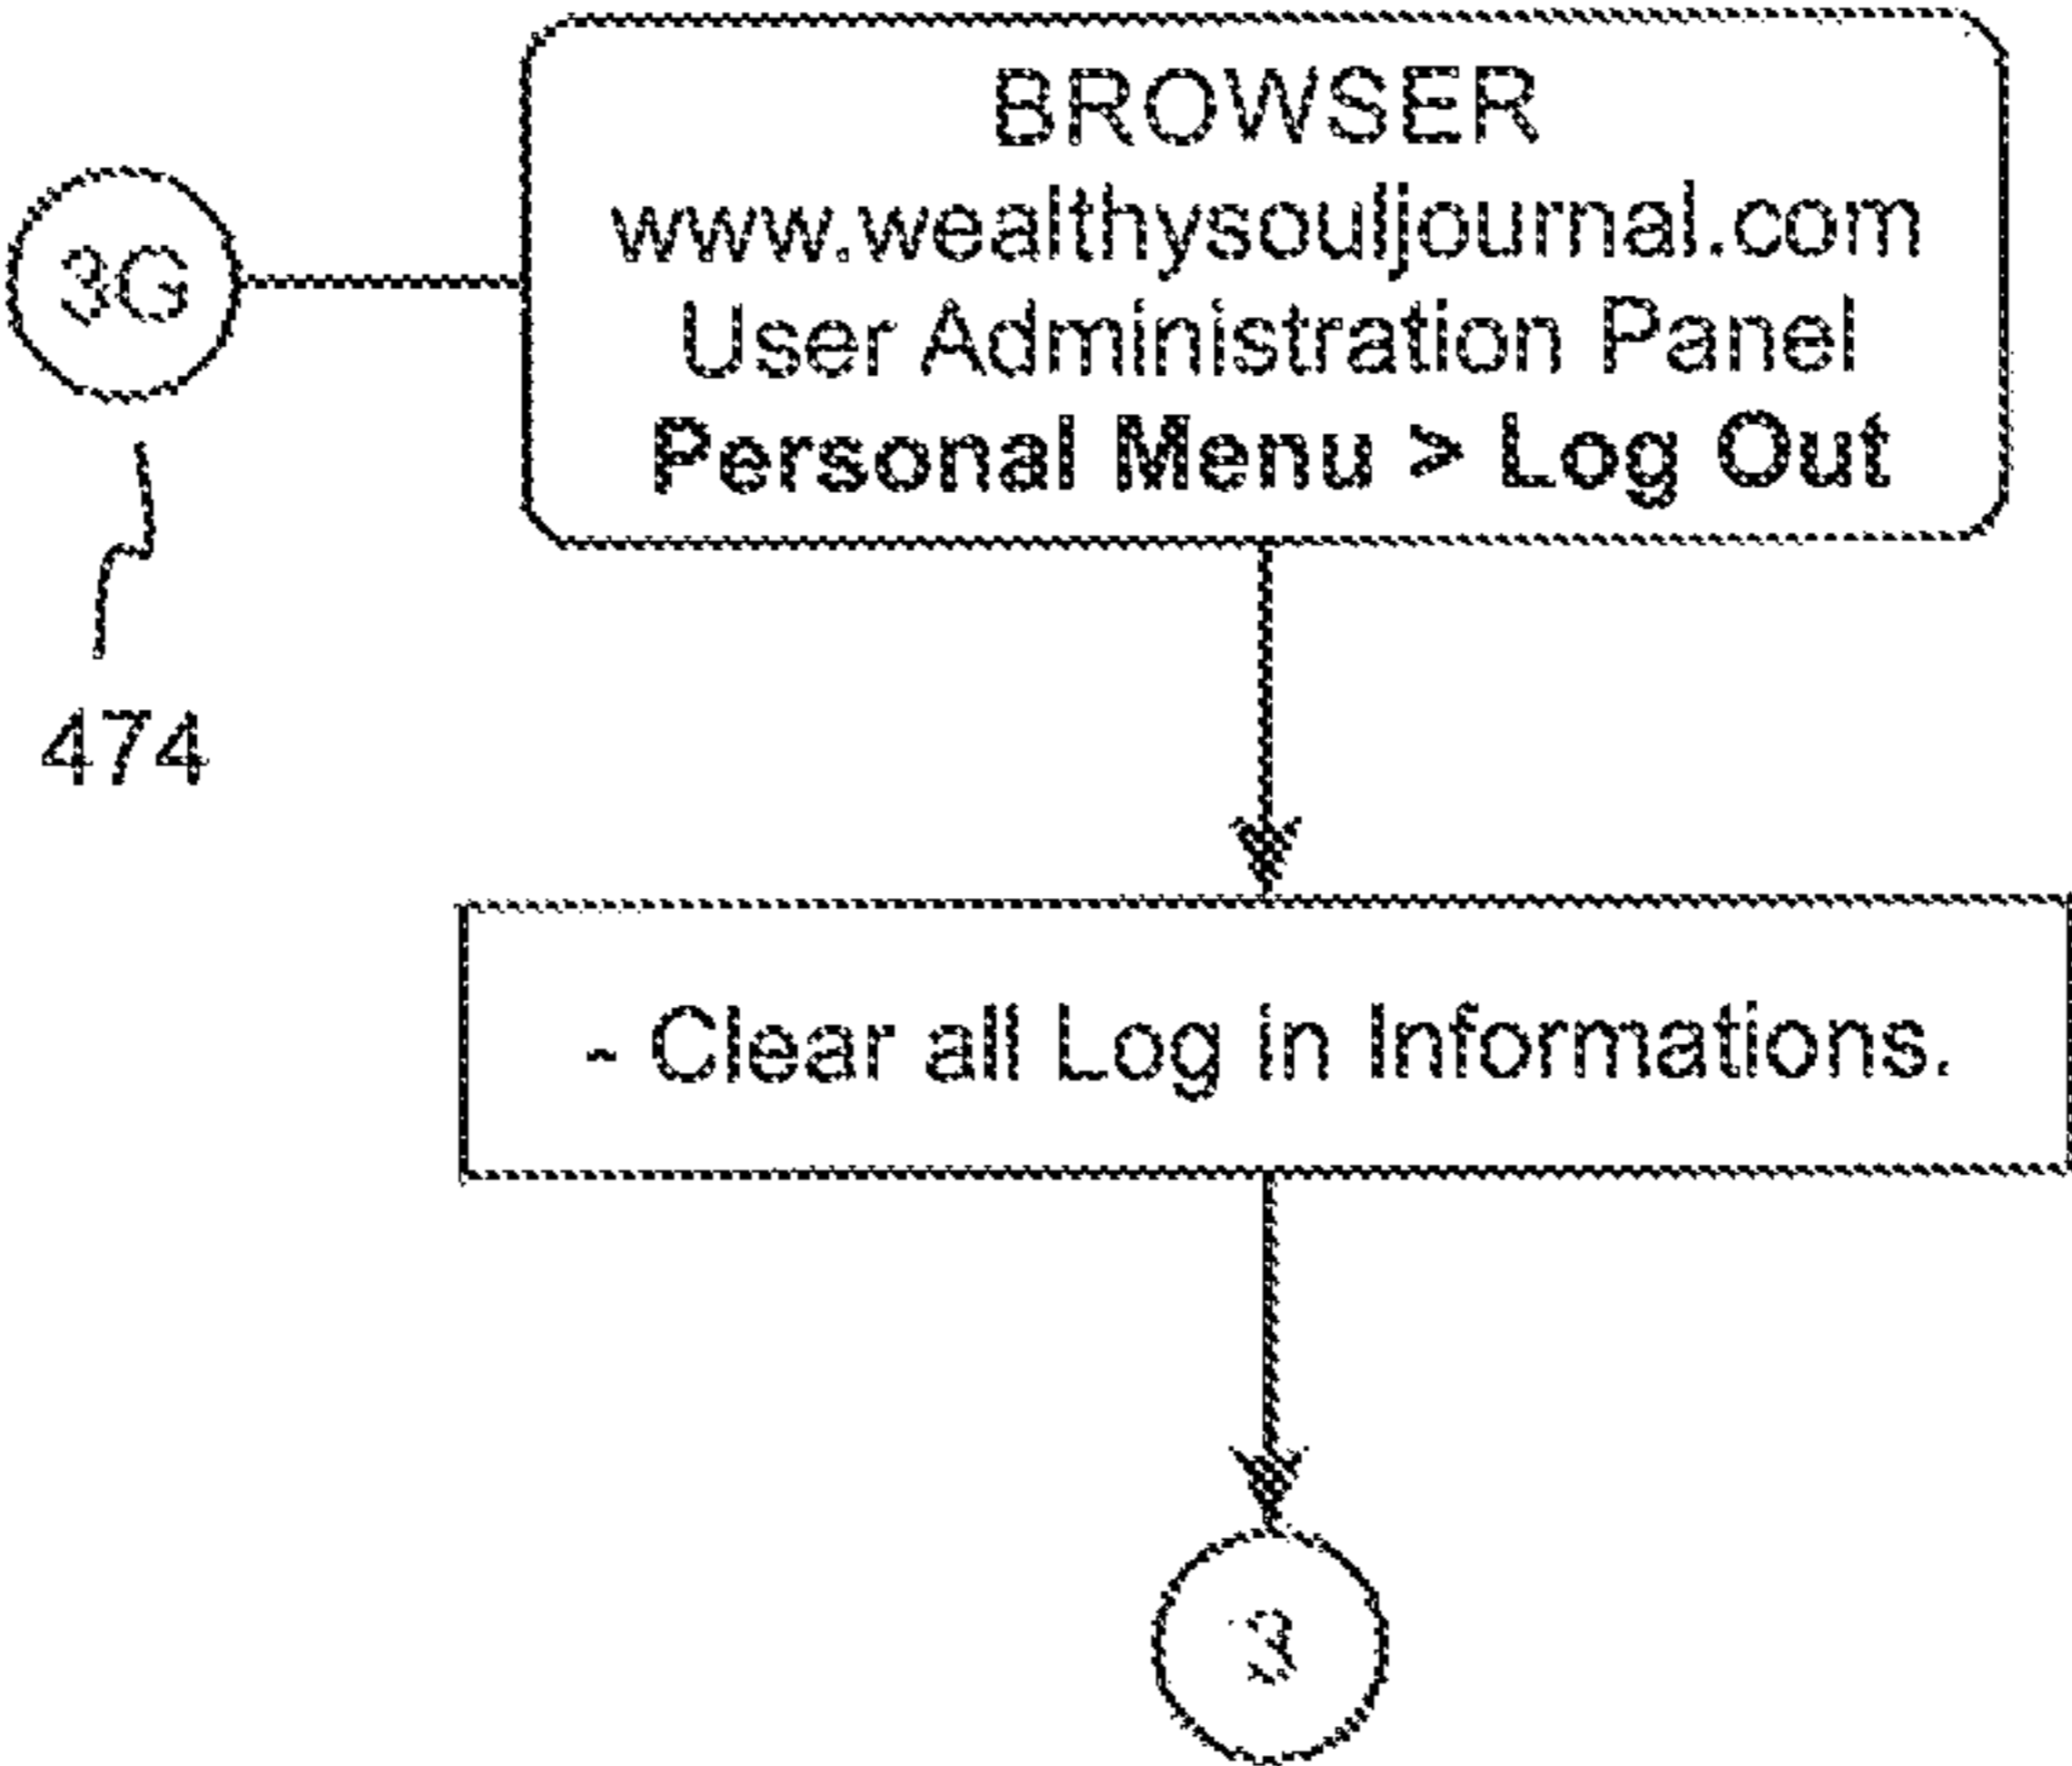 BROWSER
www.wealthysouljournal.com
User Administration Panel
Personal Menu > Log Out
3G
474
- Clear all Log in Informations.
3